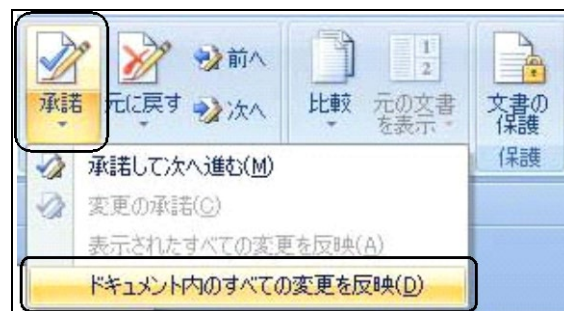 承諾 元に戻す 前へ 次へ 比較 元の文書を表示 文書の保護
1
2
保護
承諾して次へ進む(M)
変更の承諾(C)
表示されたすべての変更を反映(A)
ドキュメント内のすべての変更を反映(D)